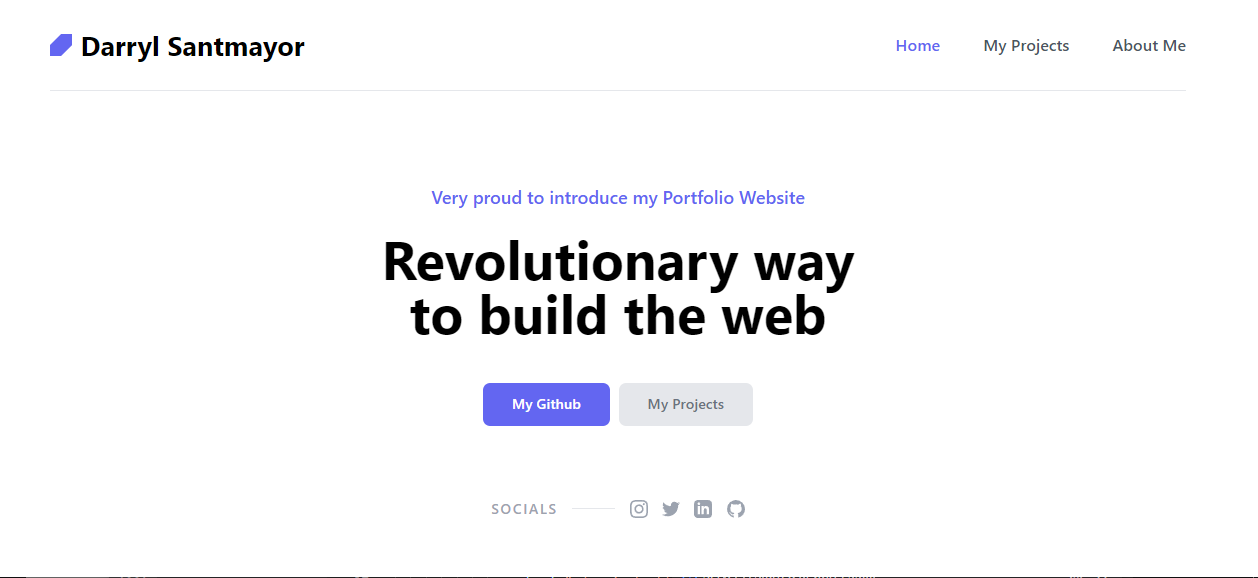 Darryl Santmayor
Home
My Projects
About Me
Very proud to introduce my Portfolio Website
Revolutionary way
to build the web
My Github
My Projects
SOCIALS